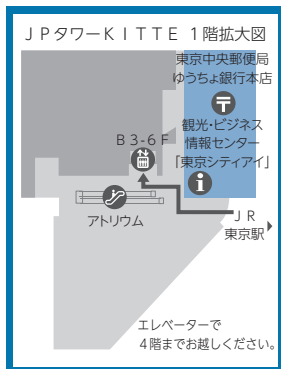 ＪＰタワーＫＩＴＴＥ １階拡大図
東京中央郵便局
ゆうちょ銀行本店
観光･ビジネス
情報センター
「東京シティアイ」
Ｂ３-６Ｆ
アトリウム
ＪＲ
東京駅
エレベーターで
４階までお越しください。